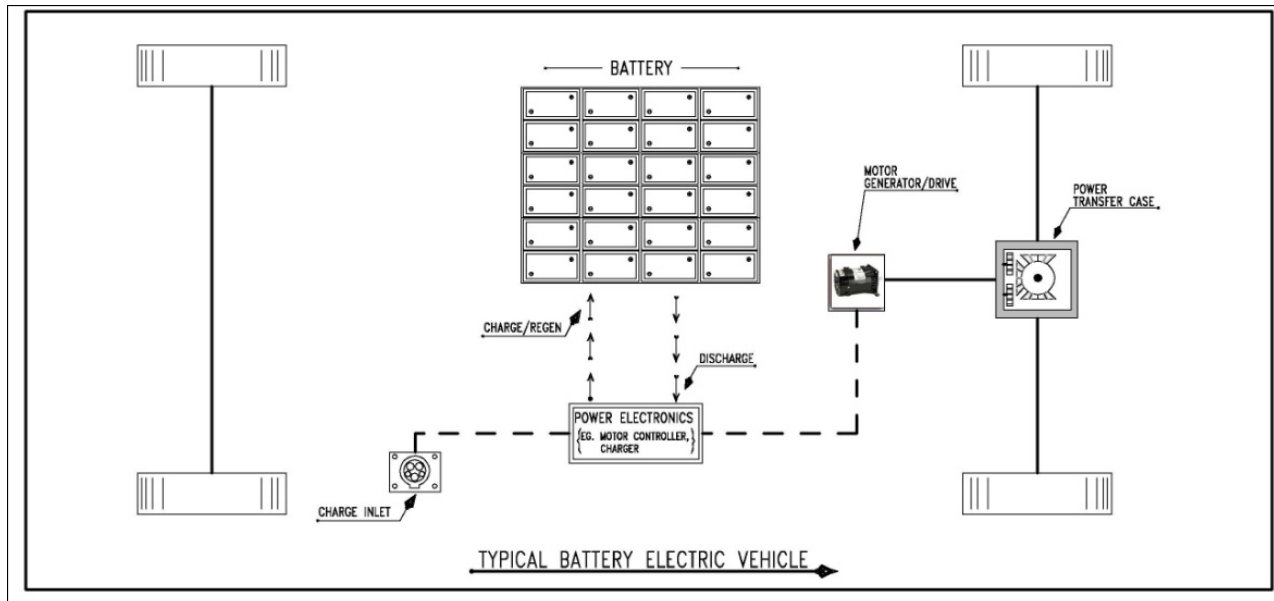 BATTERY
MOTOR
GENERATOR/DRIVE
POWER
TRANSFER CASE
CHARGE/REGEN
DISCHARGE
POWER ELECTRONICS
{EG. MOTOR CONTROLLER,
CHARGER}
CHARGE INLET
TYPICAL BATTERY ELECTRIC VEHICLE